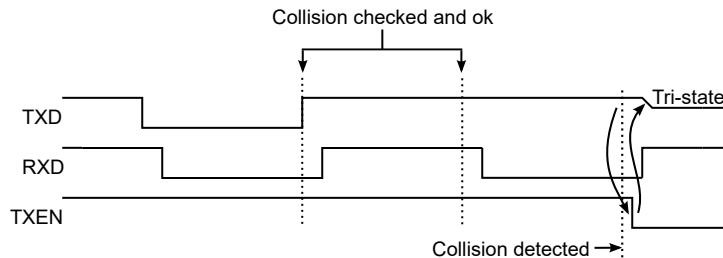 Collision checked and ok
TXD
Tri-state
RXD
TXEN
Collision detected